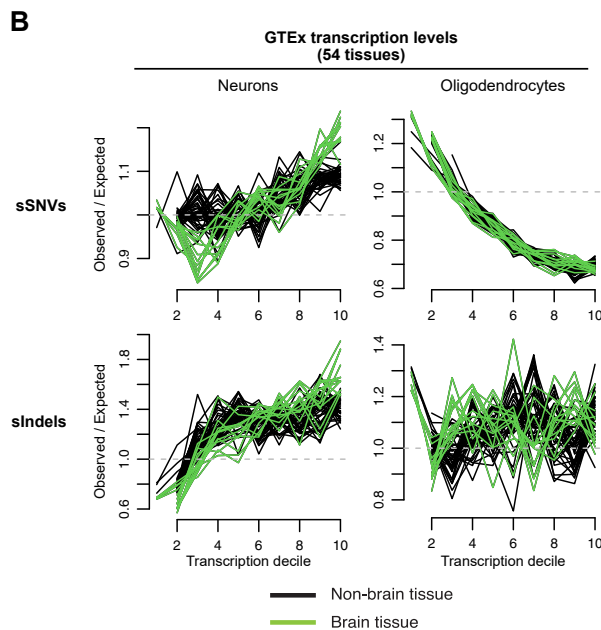 B
GTEx transcription levels
(54 tissues)
Neurons
Oligodendrocytes
sSNVs
Observed / Expected
0.9
1.1
2 4 6 8 10
0.6
0.8
1.0
1.2
2 4 6 8 10
sIndels
Observed / Expected
0.6
1.0
1.4
1.8
2 4 6 8 10
Transcription decile
0.8
1.0
1.2
1.4
2 4 6 8 10
Transcription decile
Non-brain tissue
Brain tissue